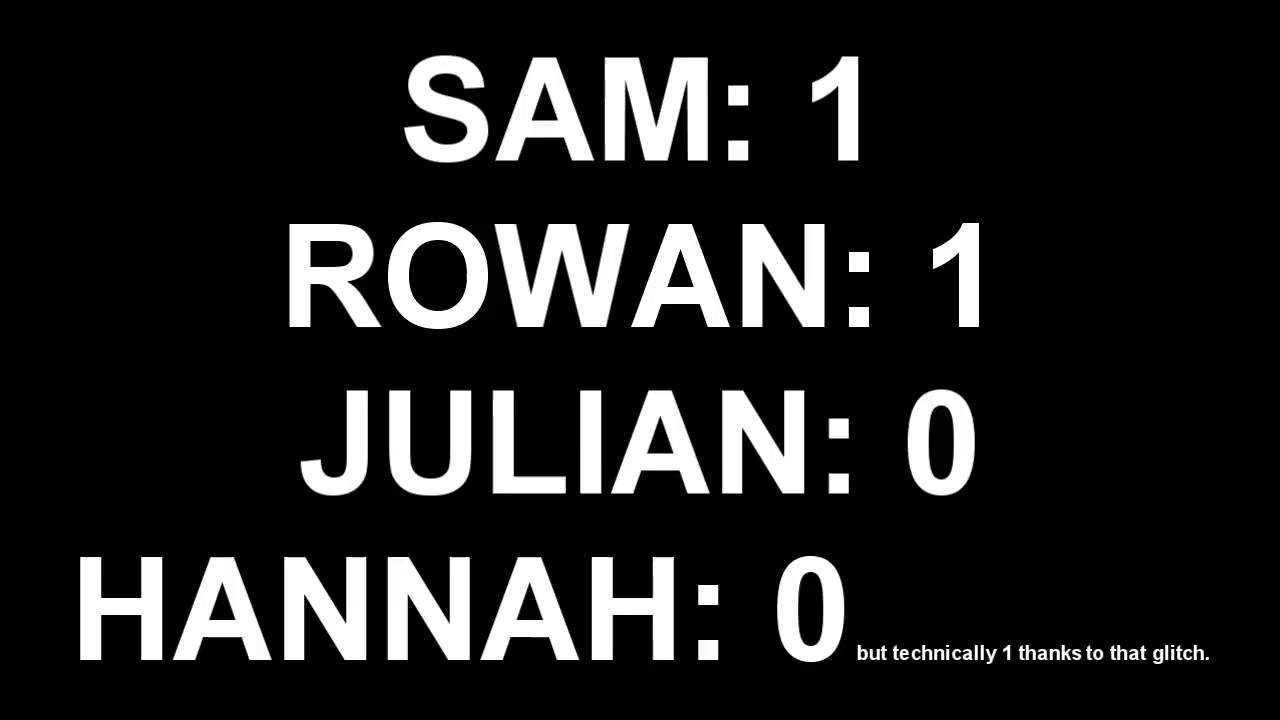 SAM: 1
ROWAN: 1
JULIAN: 0
HANNAH: 0 but technically 1 thanks to that glitch.